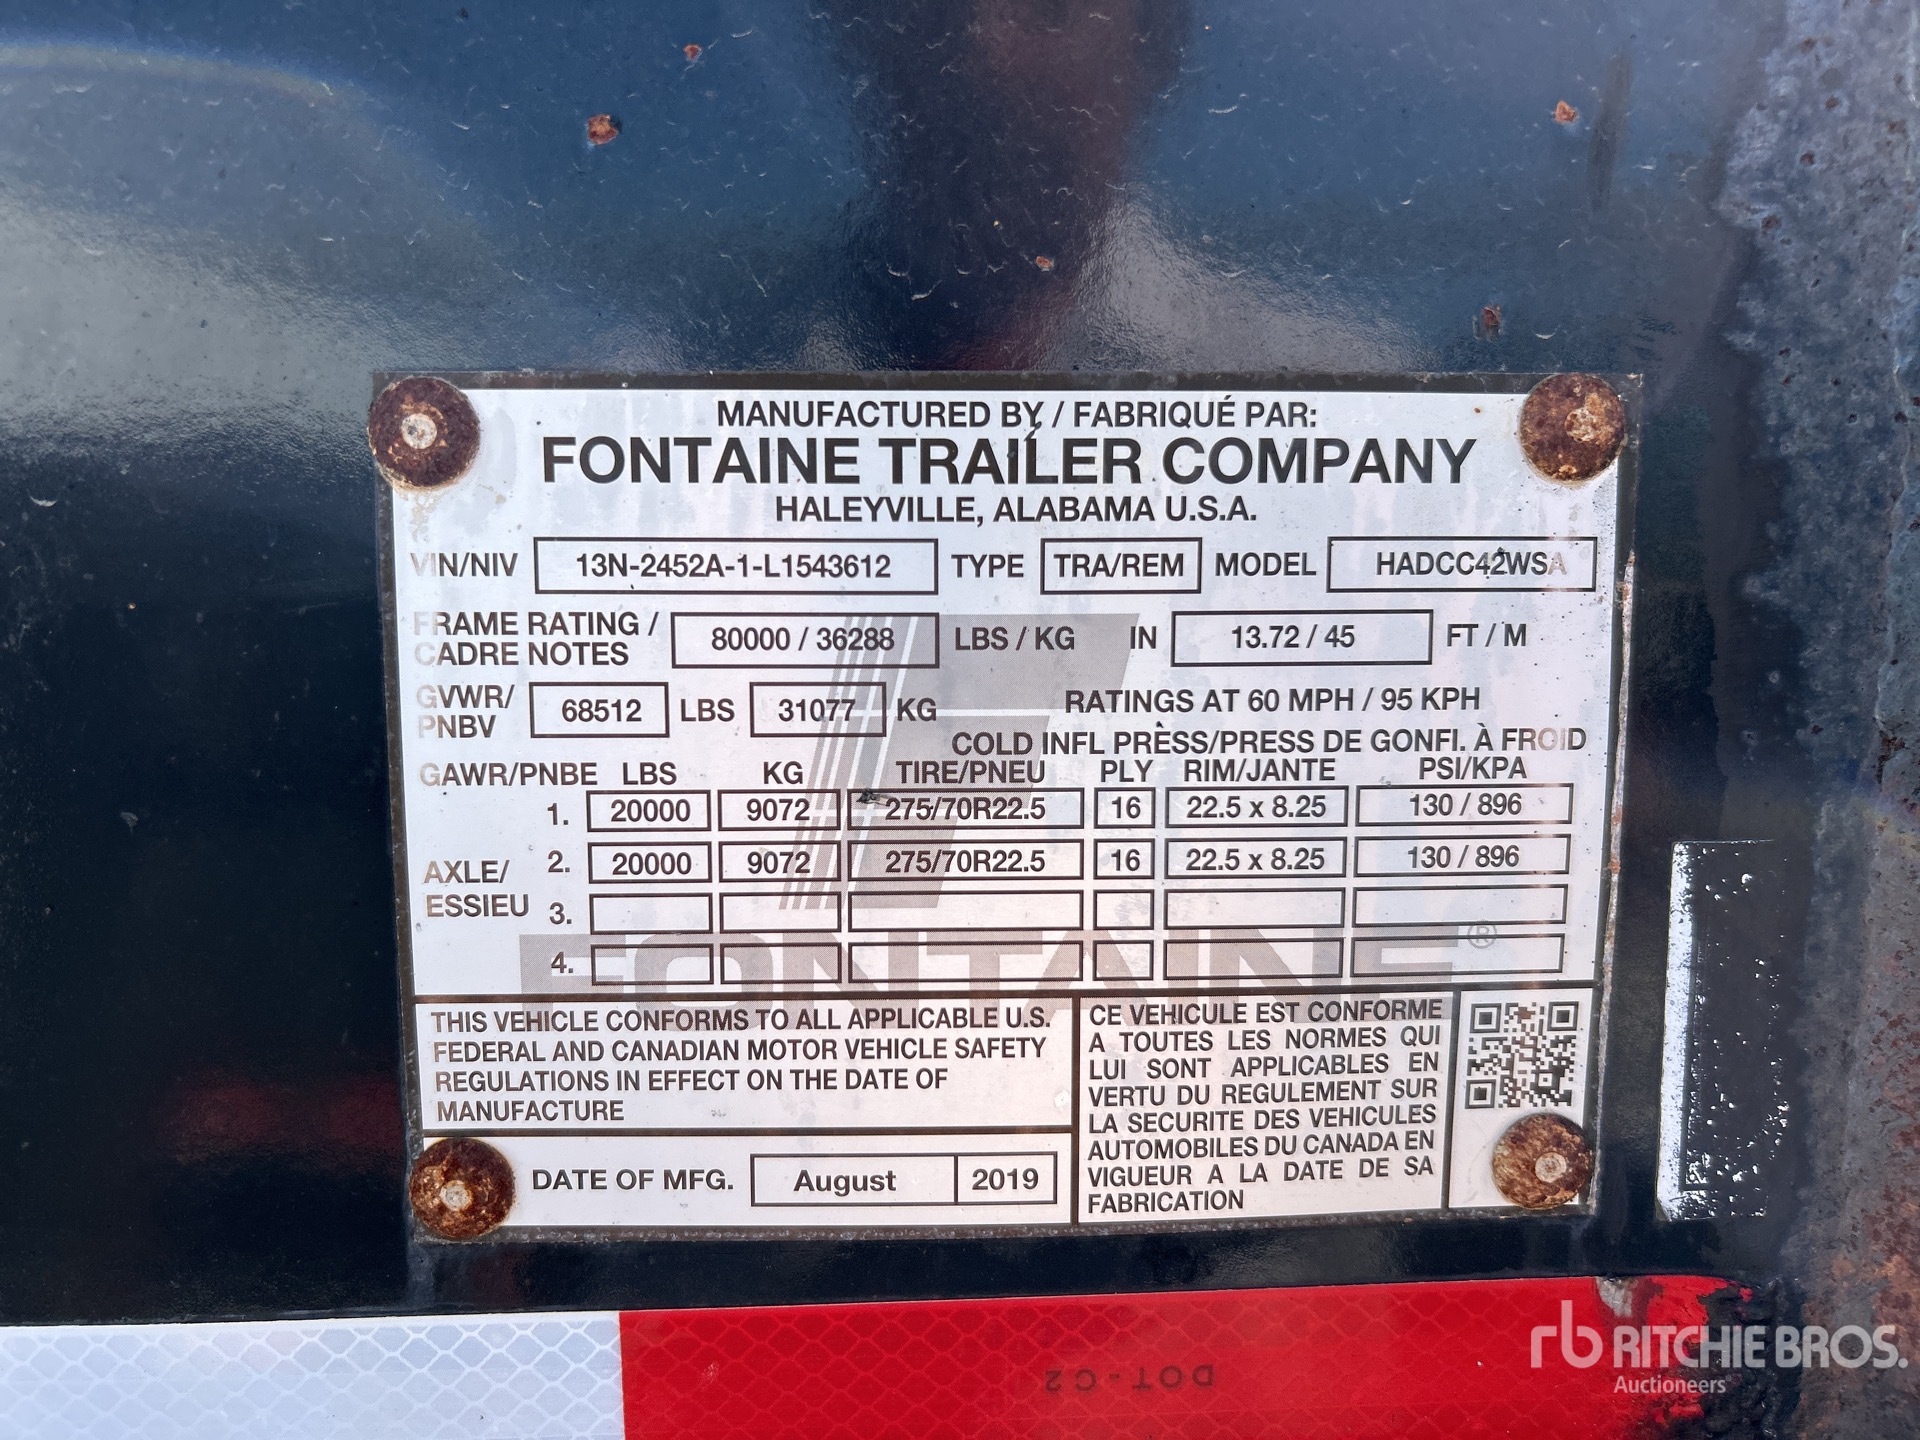 MANUFACTURED BY / FABRIQUÉ PAR:
FONTAINE TRAILER COMPANY
HALEYVILLE, ALABAMA U.S.A.
VIN/NIV 13N-2452A-1-L1543612 TYPE TRA/REM MODEL HADCC42WSA
FRAME RATING / CADRE NOTES 80000 / 36288 LBS / KG IN 13.72 / 45 FT / M
GVWR/ PNBV 68512 LBS 31077 KG RATINGS AT 60 MPH / 95 KPH
COLD INFL PRÈSS/PRESS DE GONFI. À FROID
GAWR/PNBE LBS KG TIRE/PNEU PLY RIM/JANTE PSI/KPA
1. 20000 9072 275/70R22.5 16 22.5 x 8.25 130 / 896
AXLE/ ESSIEU
2. 20000 9072 275/70R22.5 16 22.5 x 8.25 130 / 896
3.
4.
FONTAINE ®
THIS VEHICLE CONFORMS TO ALL APPLICABLE U.S.
FEDERAL AND CANADIAN MOTOR VEHICLE SAFETY
REGULATIONS IN EFFECT ON THE DATE OF
MANUFACTURE
CE VEHICULE EST CONFORME
A TOUTES LES NORMES QUI
LUI SONT APPLICABLES EN
VERTU DU REGULEMENT SUR
LA SECURITE DES VEHICULES
AUTOMOBILES DU CANADA EN
VIGUEUR A LA DATE DE SA
FABRICATION
DATE OF MFG. August 2019
DOT-C2
rb RITCHIE BROS.
Auctioneers